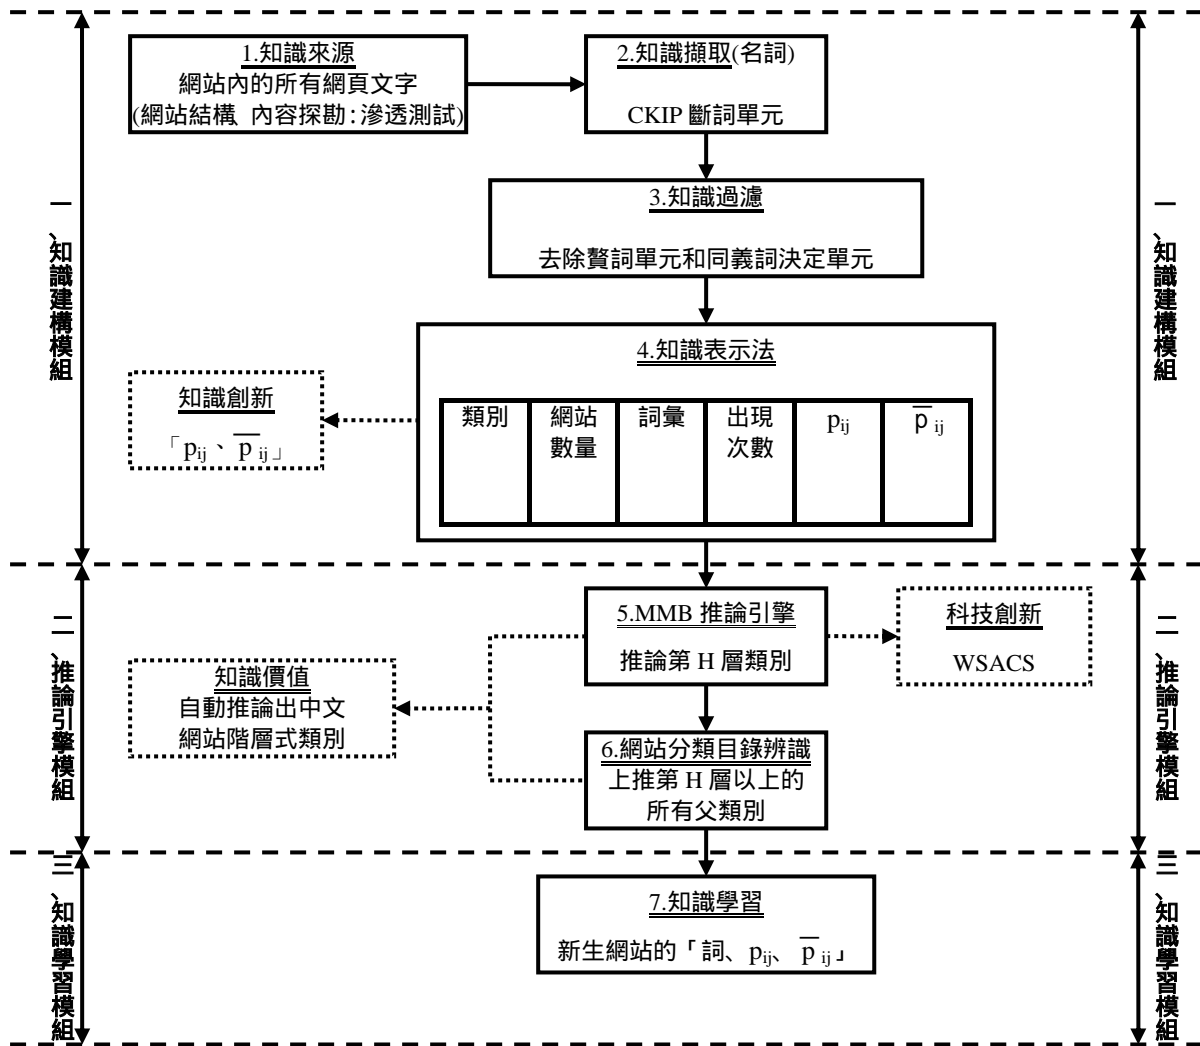 1.知識來源
網站內的所有網頁文字
(網站結構、內容探勘:滲透測試)
2.知識擷取(名詞)
CKIP 斷詞單元
3.知識過濾
去除贅詞單元和同義詞決定單元
一、知識建構模組
一、知識建構模組
4.知識表示法
類別
網站
數量
詞彙
出現
次數
pij
p̅ij
知識創新
「pij、p̅ij」
5.MMB 推論引擎
推論第 H 層類別
科技創新
WSACS
二、推論引擎模組
二、推論引擎模組
知識價值
自動推論出中文
網站階層式類別
6.網站分類目錄辨識
上推第 H 層以上的
所有父類別
三、知識學習模組
三、知識學習模組
7.知識學習
新生網站的「詞、pij、p̅ij」